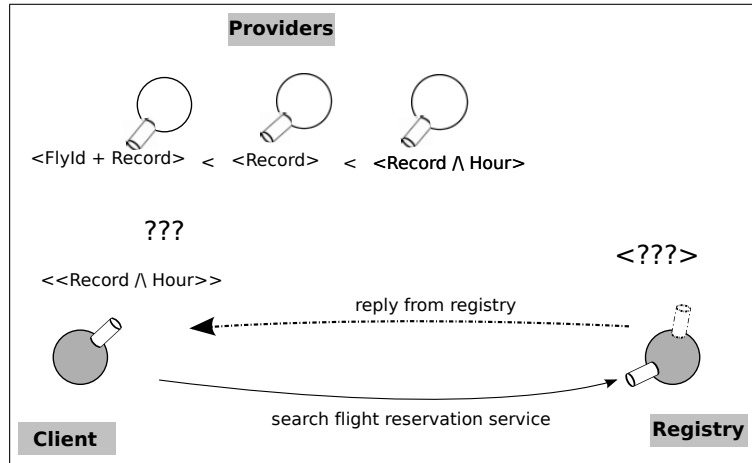 Providers
<FlyId + Record> < <Record> < <Record /\ Hour>
???
<???>
<<Record /\ Hour>>
reply from registry
search flight reservation service
Client
Registry